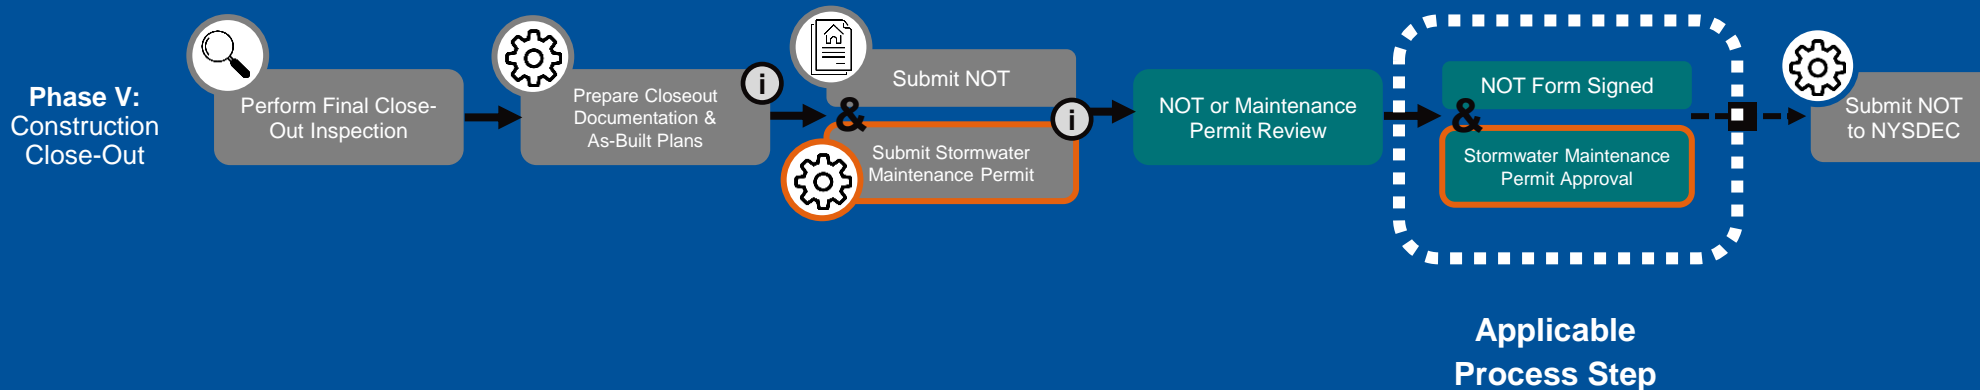 Phase V:
Construction
Close-Out
Perform Final Close-
Out Inspection
Prepare Closeout
Documentation &
As-Built Plans
i
Submit NOT
&
Submit Stormwater
Maintenance Permit
i
NOT or Maintenance
Permit Review
NOT Form Signed
&
Stormwater Maintenance
Permit Approval
Submit NOT
to NYSDEC
Applicable
Process Step